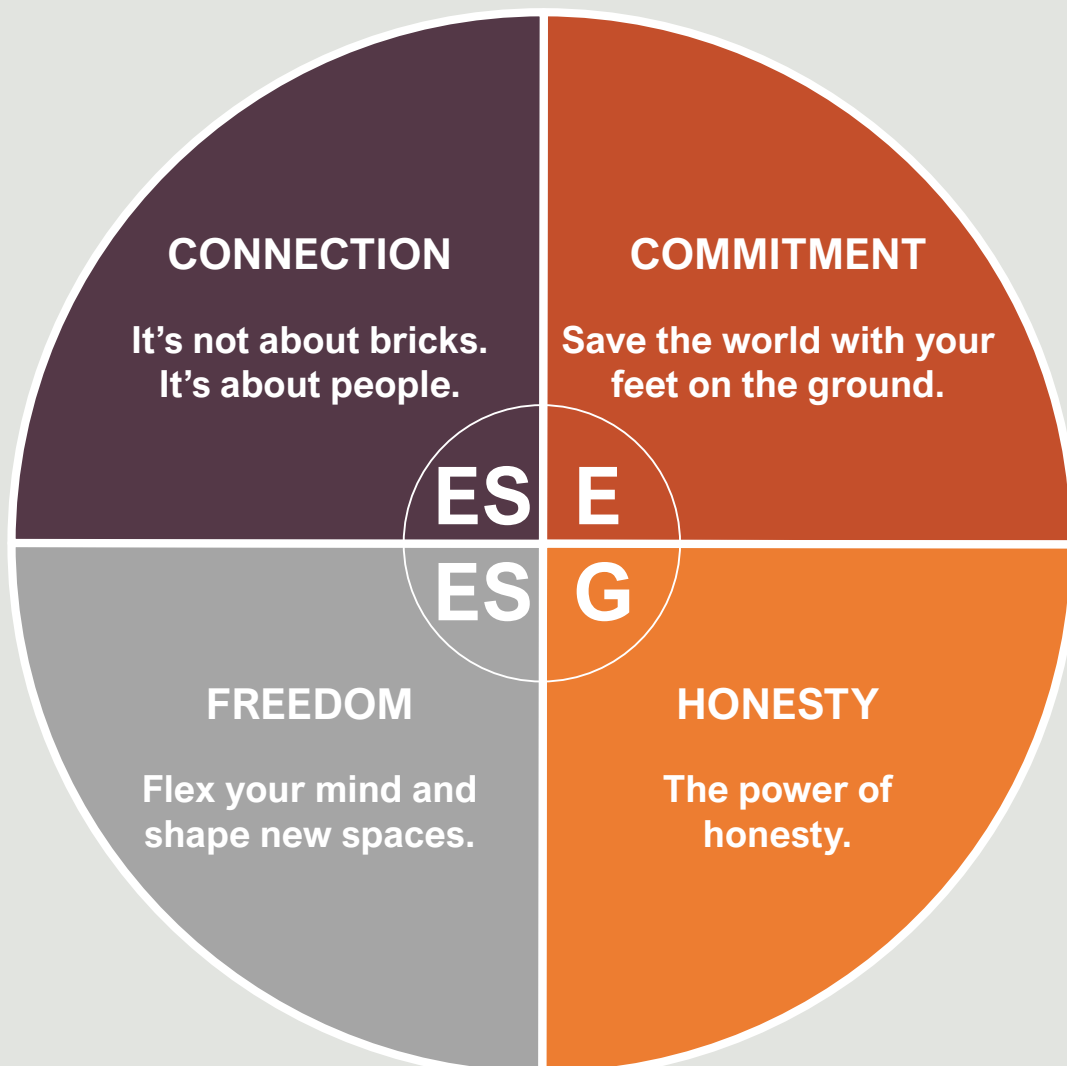 CONNECTION
It’s not about bricks.
It’s about people.
COMMITMENT
Save the world with your
feet on the ground.
ES
E
ES
G
FREEDOM
Flex your mind and
shape new spaces.
HONESTY
The power of
honesty.